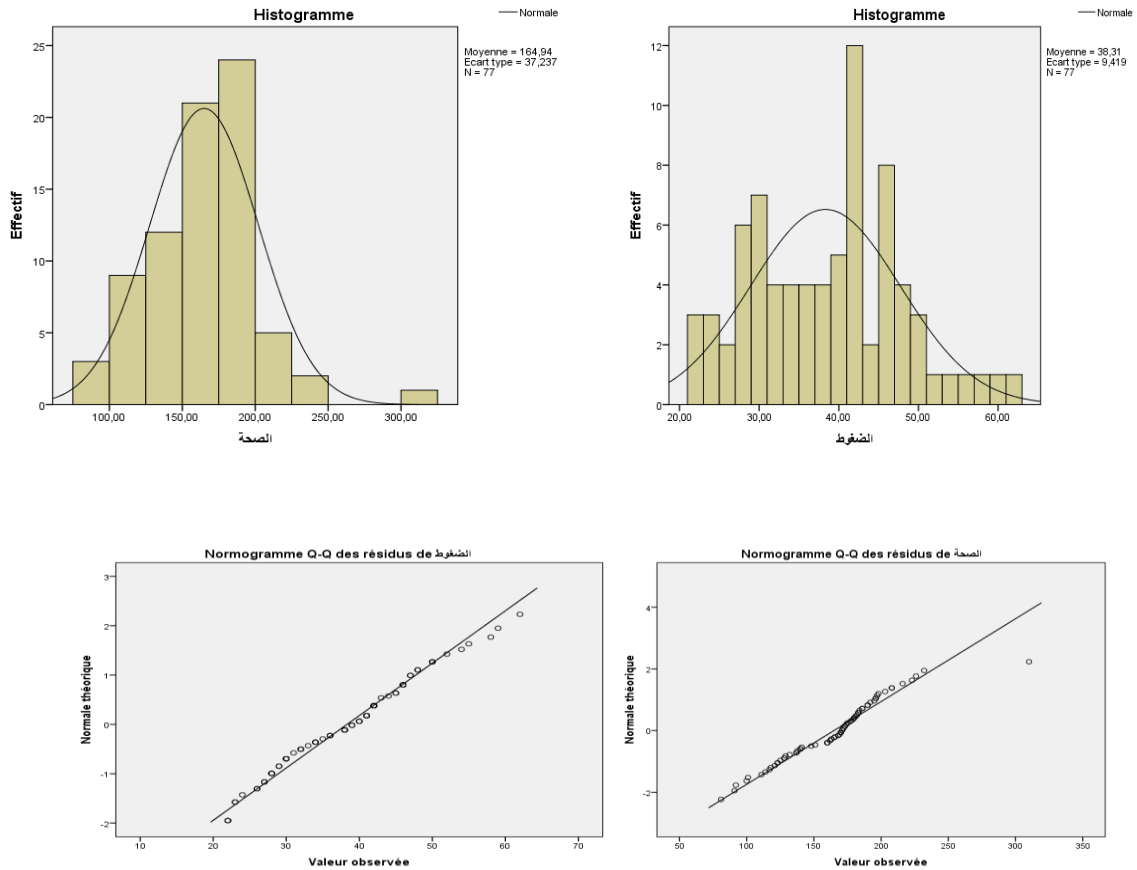 Histogramme
Normale
Moyenne = 164,94
Ecart type = 37,237
N = 77
Effectif
25
20
15
10
5
0
100,00 150,00 200,00 250,00 300,00
الصحة
Histogramme
Normale
Moyenne = 38,31
Ecart type = 9,419
N = 77
Effectif
12
10
8
6
4
2
0
20,00 30,00 40,00 50,00 60,00
الضغوط
Normogramme Q-Q des résidus de الضغوط
Normale théorique
3
2
1
0
-1
-2
10 20 30 40 50 60 70
Valeur observée
Normogramme Q-Q des résidus de الصحة
Normale théorique
4
2
0
-2
50 100 150 200 250 300 350
Valeur observée